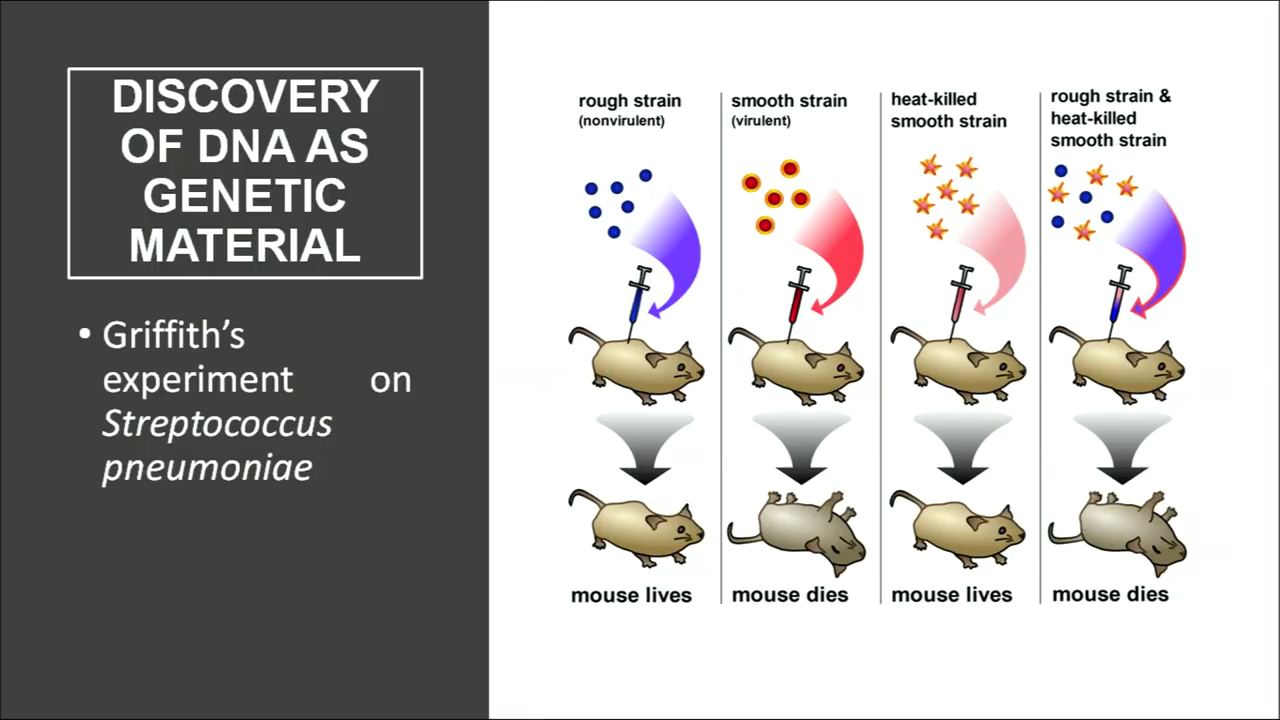 DISCOVERY
OF DNA AS
GENETIC
MATERIAL
• Griffith’s
experiment on
Streptococcus
pneumoniae
rough strain
(nonvirulent)
smooth strain
(virulent)
heat-killed
smooth strain
rough strain &
heat-killed
smooth strain
mouse lives
mouse dies
mouse lives
mouse dies